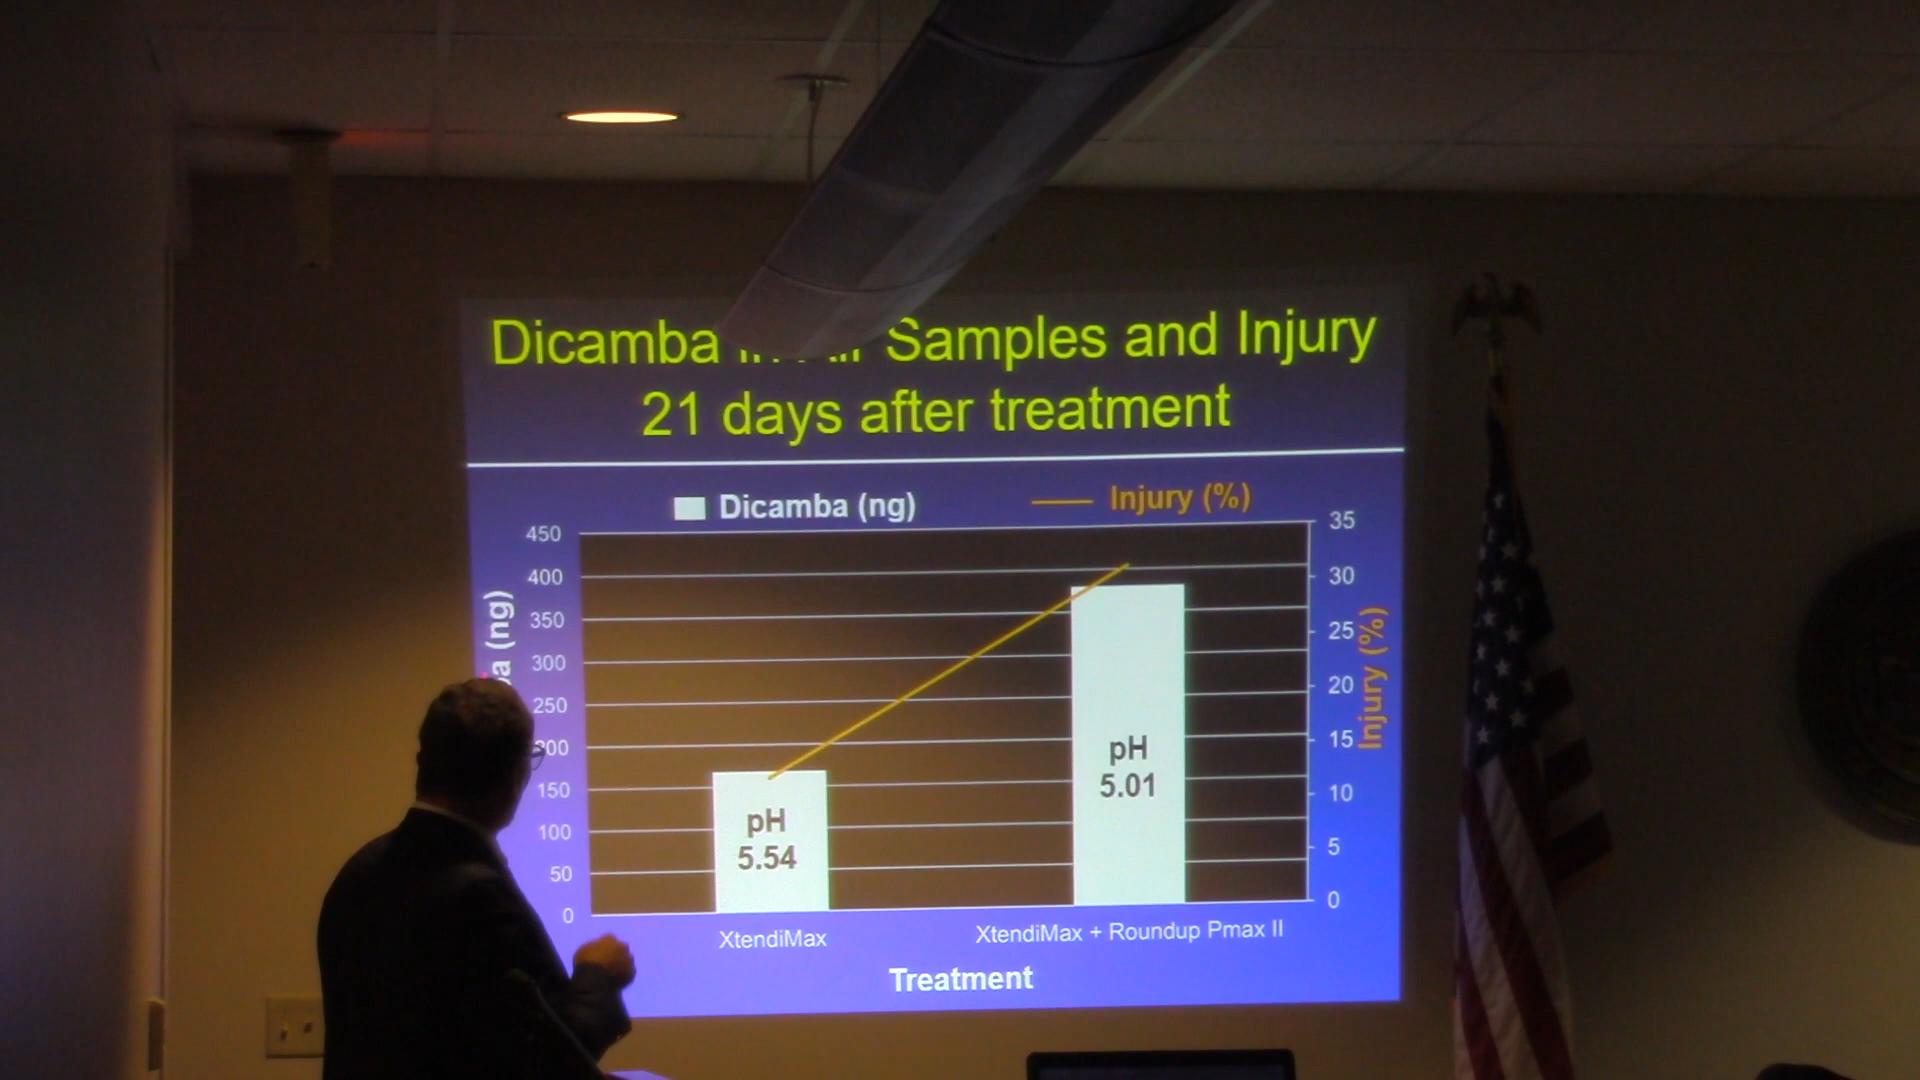 Dicamba Samples and Injury
21 days after treatment
Dicamba (ng)
Injury (%)
450
400
350
300
250
200
150
100
50
0
(ng)
35
30
25
20
15
10
5
0
Injury (%)
pH
5.54
pH
5.01
XtendiMax
XtendiMax + Roundup Pmax II
Treatment